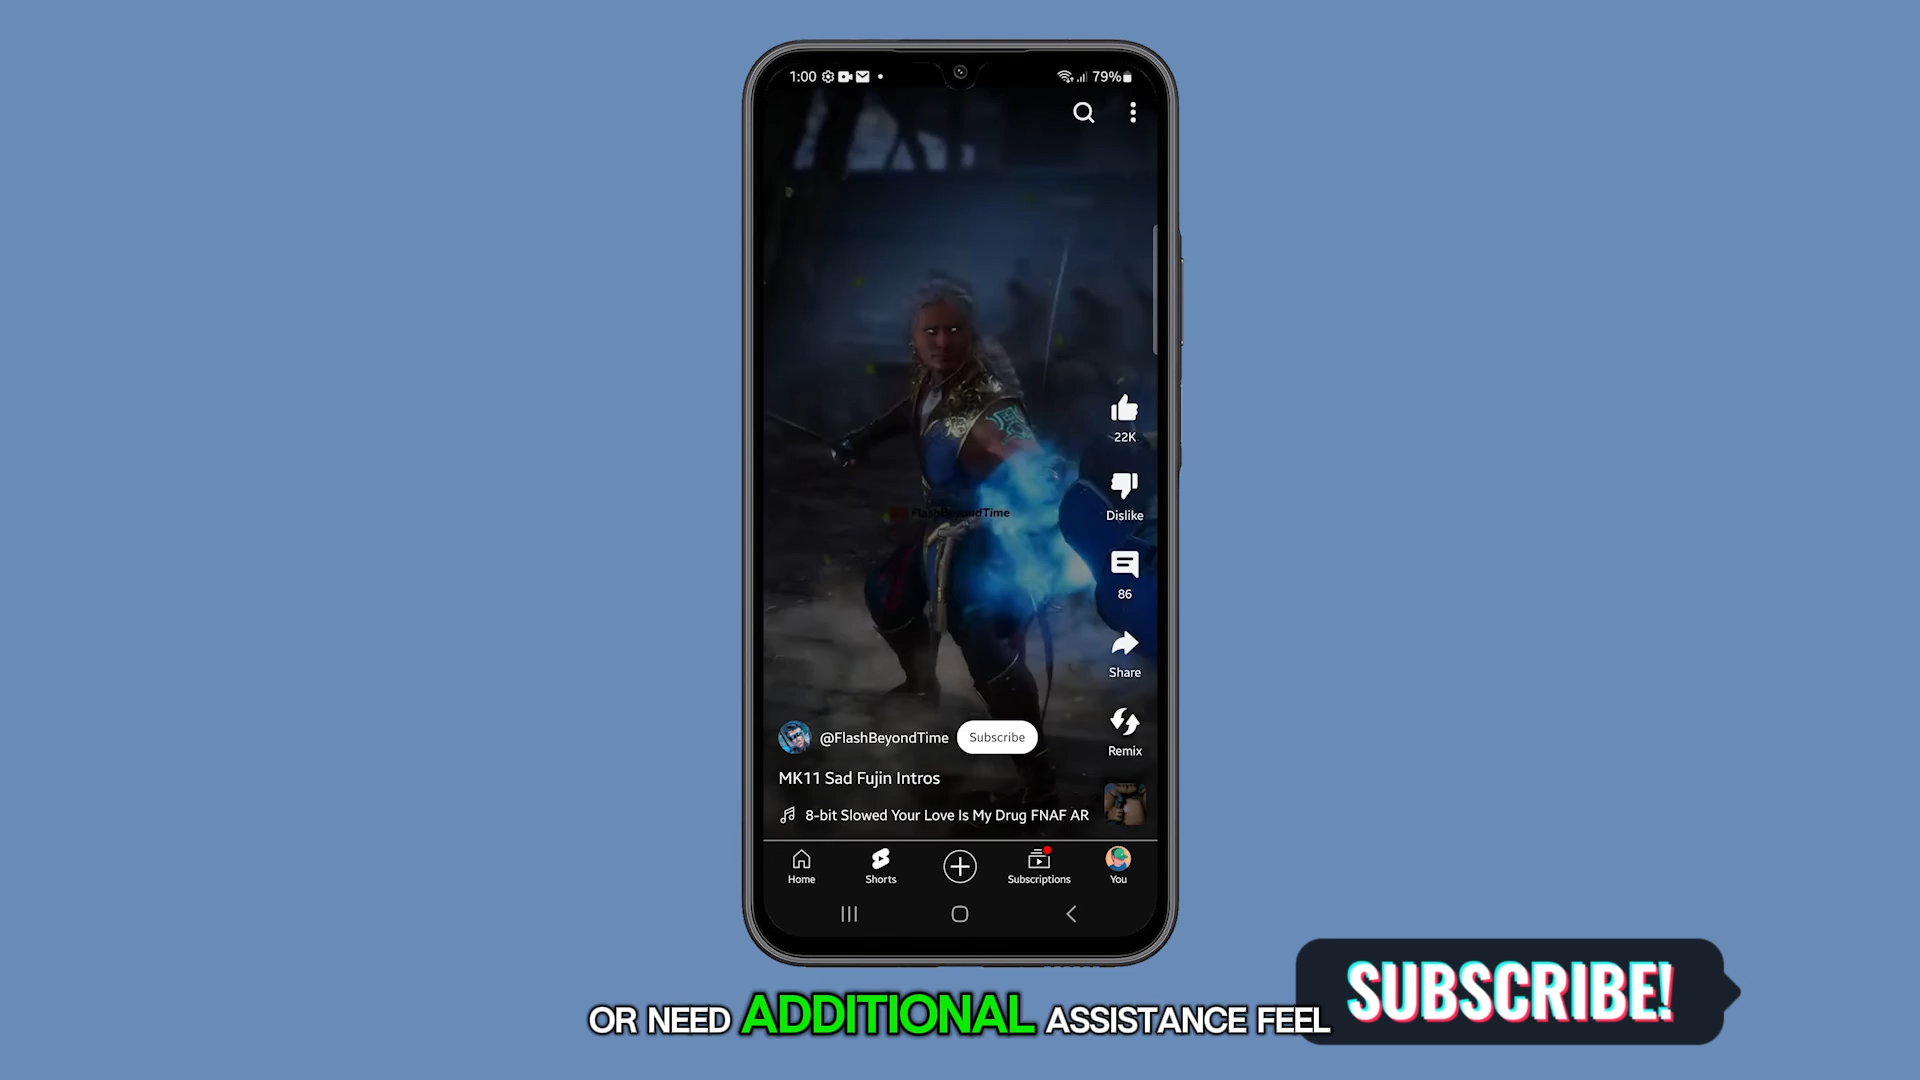 1:00
79%
FlashBeyondTime
22K
Dislike
86
Share
Remix
@FlashBeyondTime
Subscribe
MK11 Sad Fujin Intros
8-bit Slowed Your Love Is My Drug FNAF AR
Home
Shorts
Subscriptions
You
OR NEED ADDITIONAL ASSISTANCE FEEL
SUBSCRIBE!